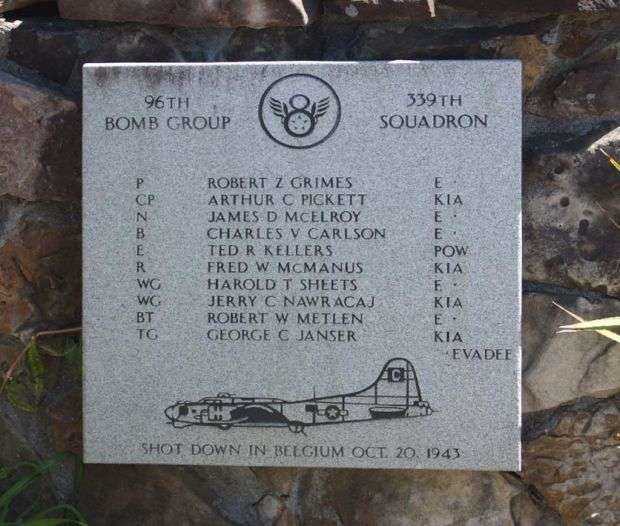 96TH BOMB GROUP 339TH SQUADRON
8
P ROBERT Z GRIMES E ·
CP ARTHUR C PICKETT KIA
N JAMES D MCELROY E ·
B CHARLES V CARLSON E ·
E TED R KELLERS POW
R FRED W MCMANUS KIA
WG HAROLD T SHEETS E ·
WG JERRY C NAWRACAJ KIA
BT ROBERT W METLEN E ·
TG GEORGE C JANSER KIA
·EVADEE
C
SHOT DOWN IN BELGIUM OCT. 20, 1943